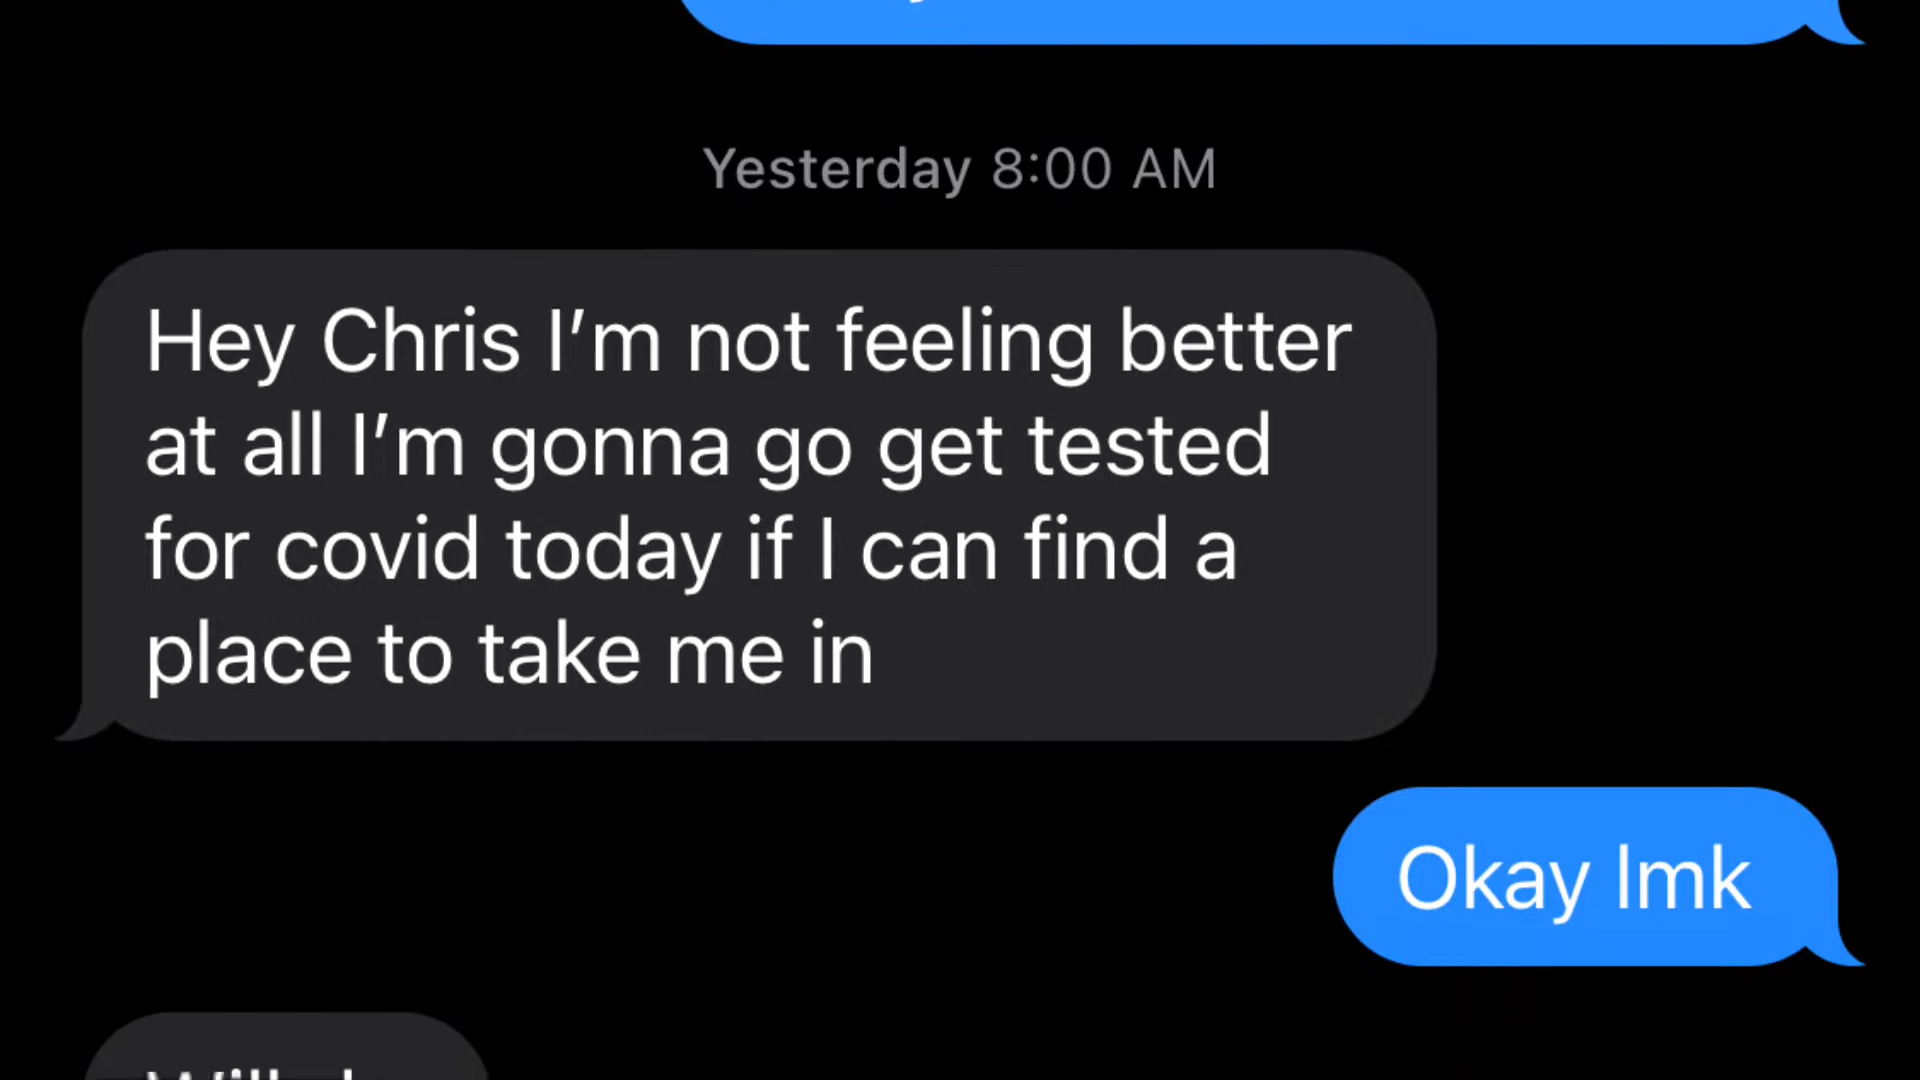 Yesterday 8:00 AM
Hey Chris I’m not feeling better
at all I’m gonna go get tested
for covid today if I can find a
place to take me in
Okay lmk